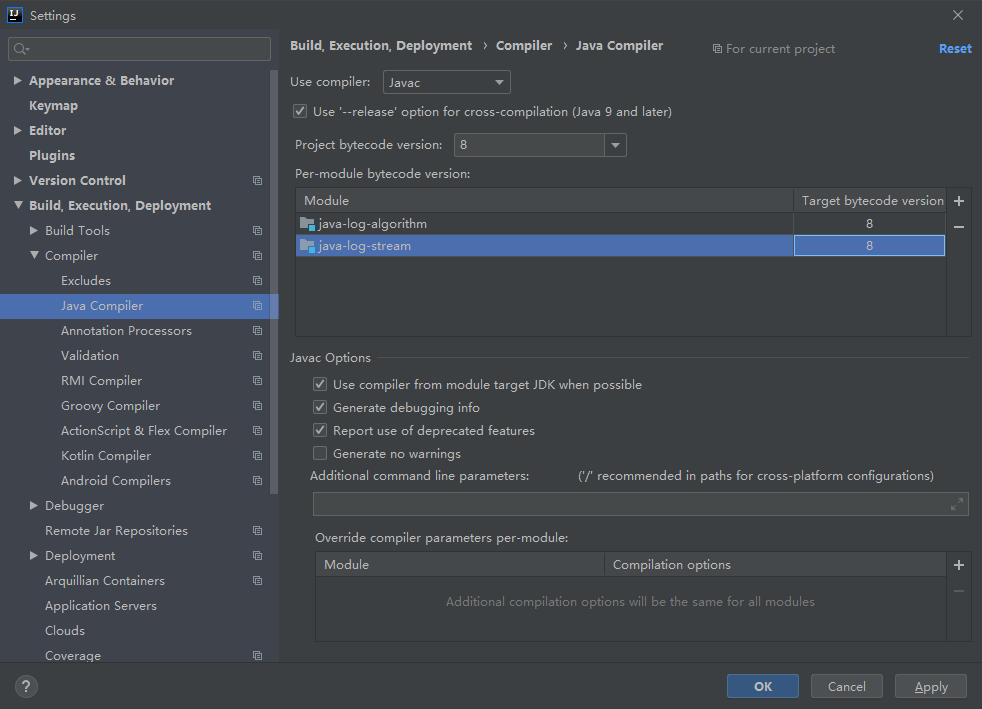 Settings
Build, Execution, Deployment › Compiler › Java Compiler
For current project
Reset
Appearance & Behavior
Keymap
Editor
Plugins
Version Control
Build, Execution, Deployment
Build Tools
Compiler
Excludes
Java Compiler
Annotation Processors
Validation
RMI Compiler
Groovy Compiler
ActionScript & Flex Compiler
Kotlin Compiler
Android Compilers
Debugger
Remote Jar Repositories
Deployment
Arquillian Containers
Application Servers
Clouds
Coverage
Use compiler: Javac
Use '--release' option for cross-compilation (Java 9 and later)
Project bytecode version: 8
Per-module bytecode version:
Module Target bytecode version
java-log-algorithm 8
java-log-stream 8
Javac Options
Use compiler from module target JDK when possible
Generate debugging info
Report use of deprecated features
Generate no warnings
Additional command line parameters: ('/' recommended in paths for cross-platform configurations)
Override compiler parameters per-module:
Module Compilation options
Additional compilation options will be the same for all modules
? OK Cancel Apply